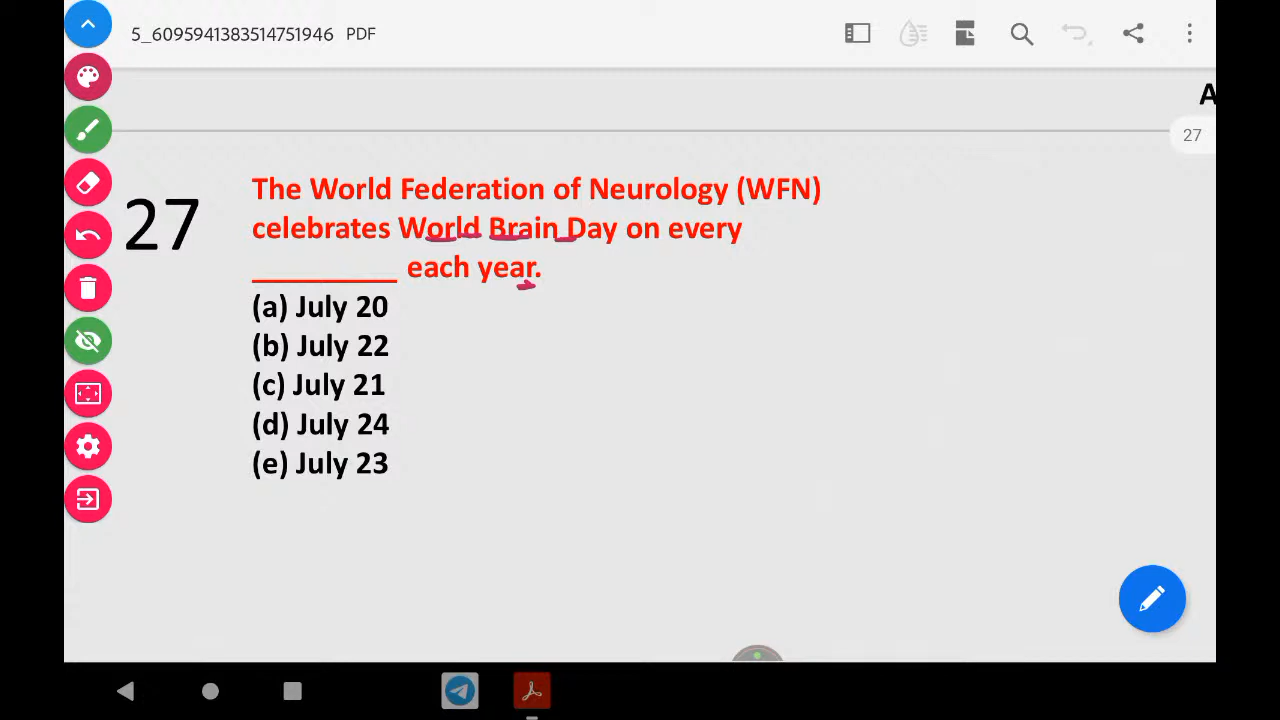 5_6095941383514751946 PDF
A
27
27
The World Federation of Neurology (WFN)
celebrates World Brain Day on every
_________ each year.
(a) July 20
(b) July 22
(c) July 21
(d) July 24
(e) July 23